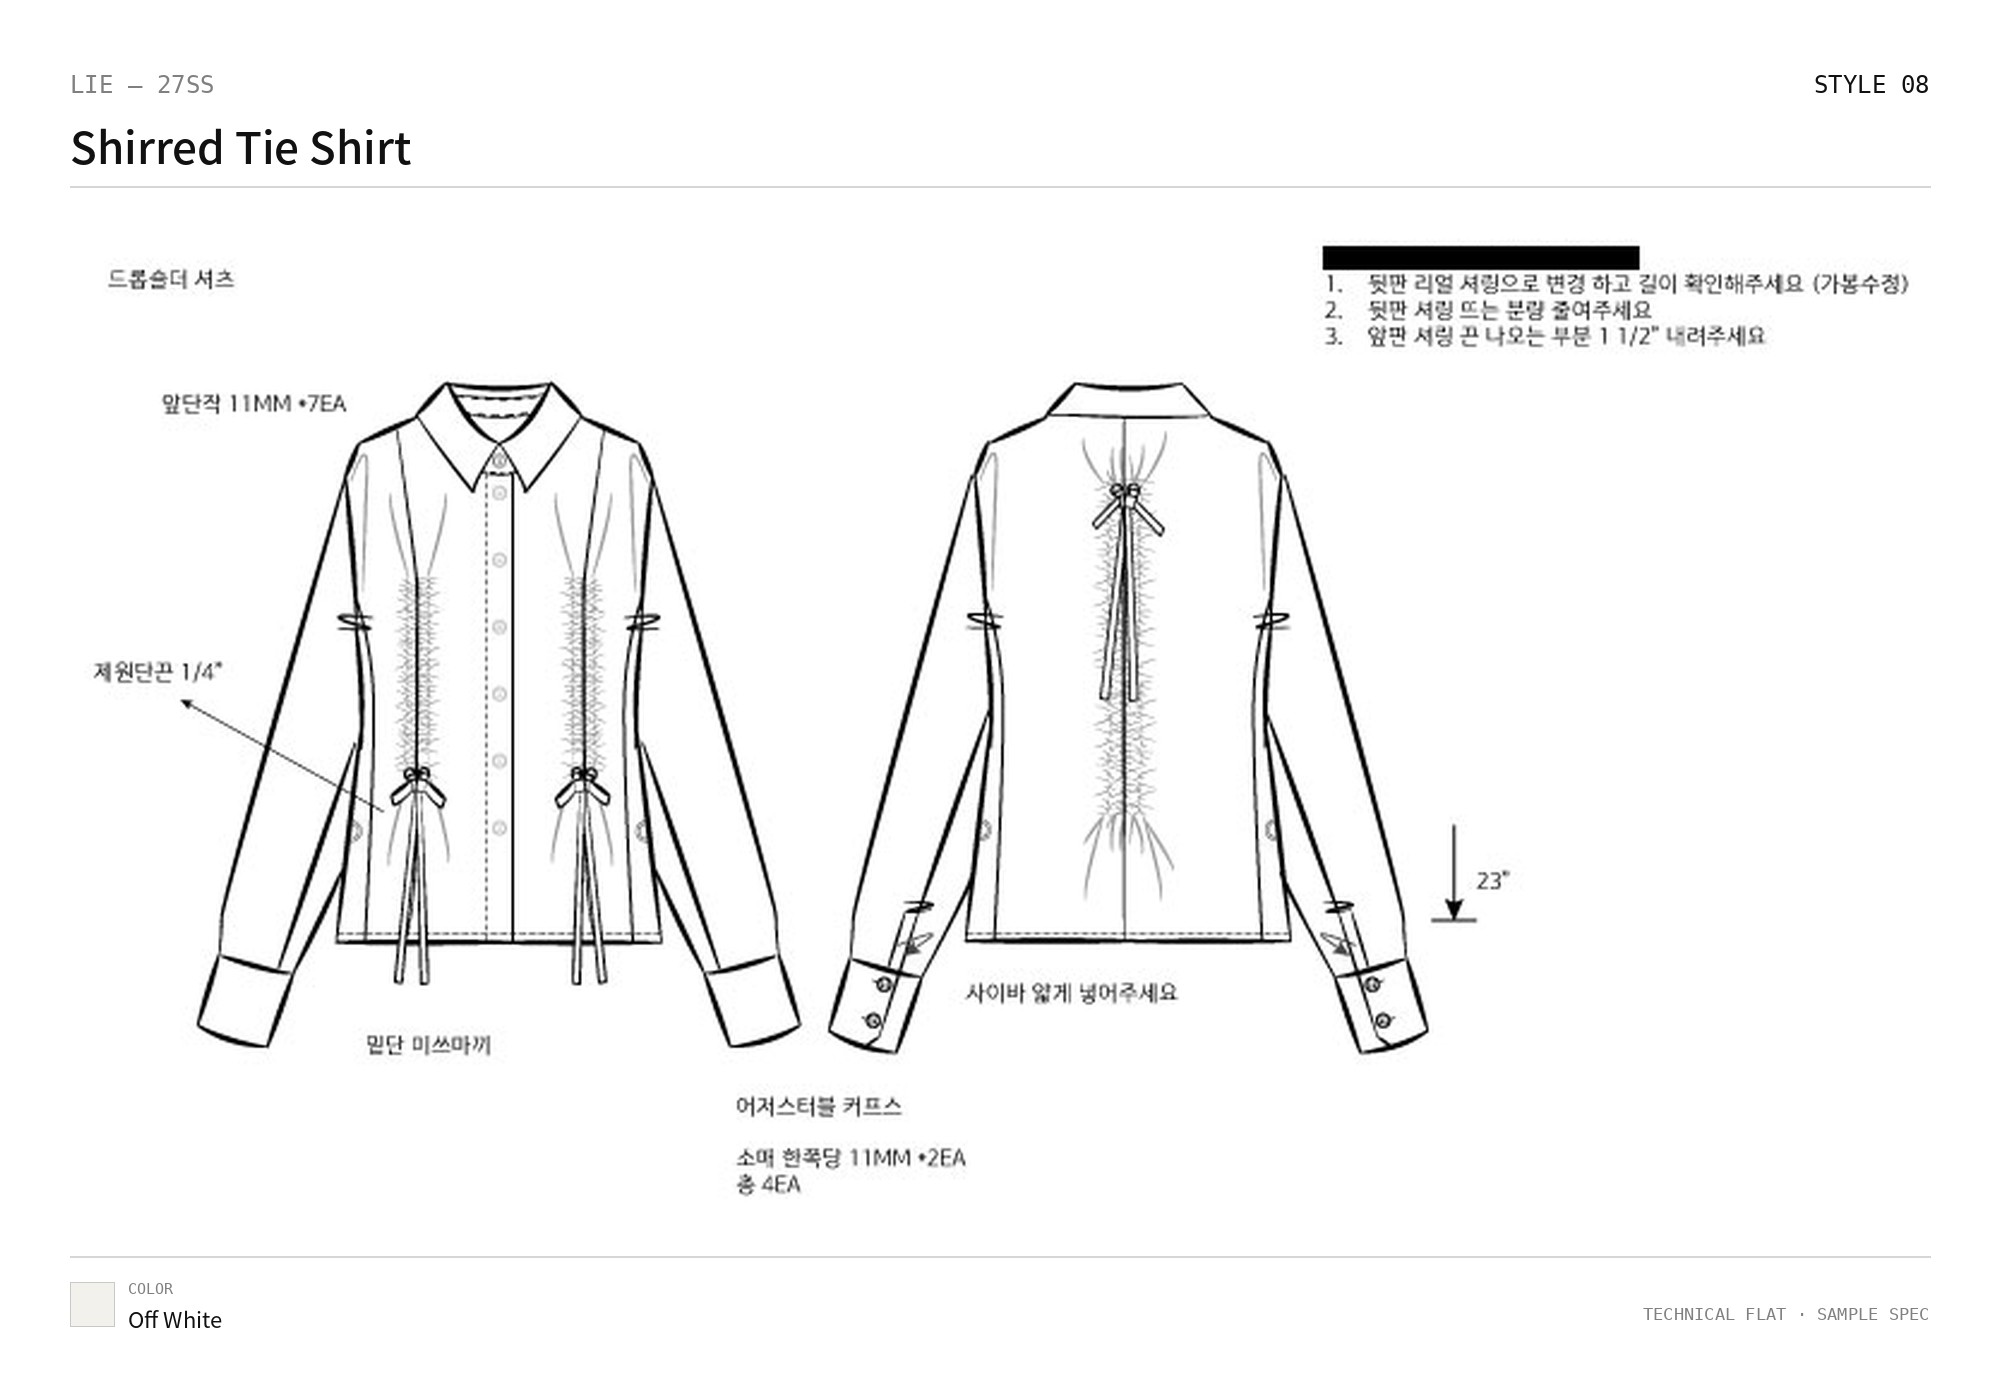 LIE — 27SS
STYLE 08
Shirred Tie Shirt
드롭숄더 셔츠
1. 뒷판 리얼 셔링으로 변경 하고 길이 확인해주세요 (가봉수정)
2. 뒷판 셔링 뜨는 분량 줄여주세요
3. 앞판 셔링 끈 나오는 부분 1 1/2" 내려주세요
앞단작 11MM *7EA
제원단끈 1/4"
23"
사이바 얇게 넣어주세요
밑단 미쓰마끼
어저스터블 커프스
소매 한쪽당 11MM *2EA
총 4EA
COLOR
Off White
TECHNICAL FLAT · SAMPLE SPEC